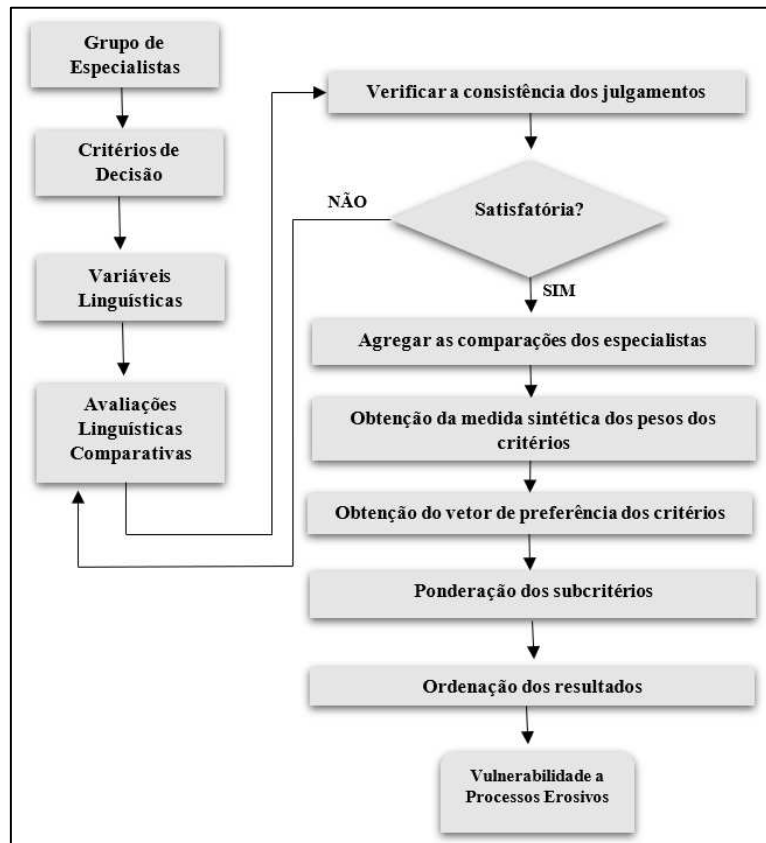 Grupo de
Especialistas
Critérios de
Decisão
Variáveis
Linguísticas
Avaliações
Linguísticas
Comparativas
Verificar a consistência dos julgamentos
Satisfatória?
NÃO
SIM
Agregar as comparações dos especialistas
Obtenção da medida sintética dos pesos dos
critérios
Obtenção do vetor de preferência dos critérios
Ponderação dos subcritérios
Ordenação dos resultados
Vulnerabilidade a
Processos Erosivos